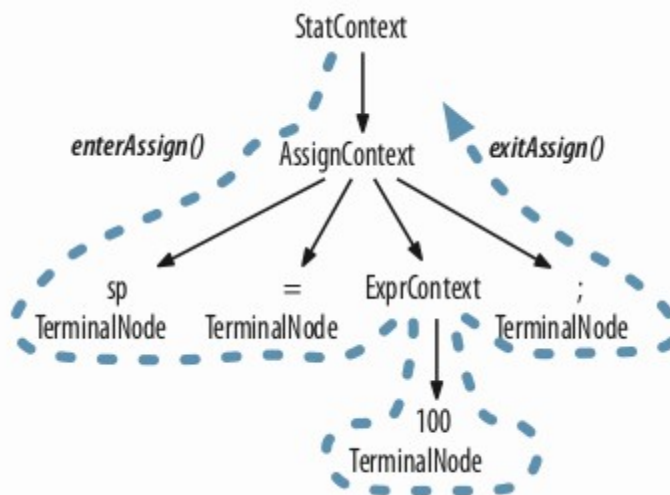 StatContext
enterAssign()
AssignContext
exitAssign()
sp
=
ExprContext
;
TerminalNode
TerminalNode
TerminalNode
100
TerminalNode